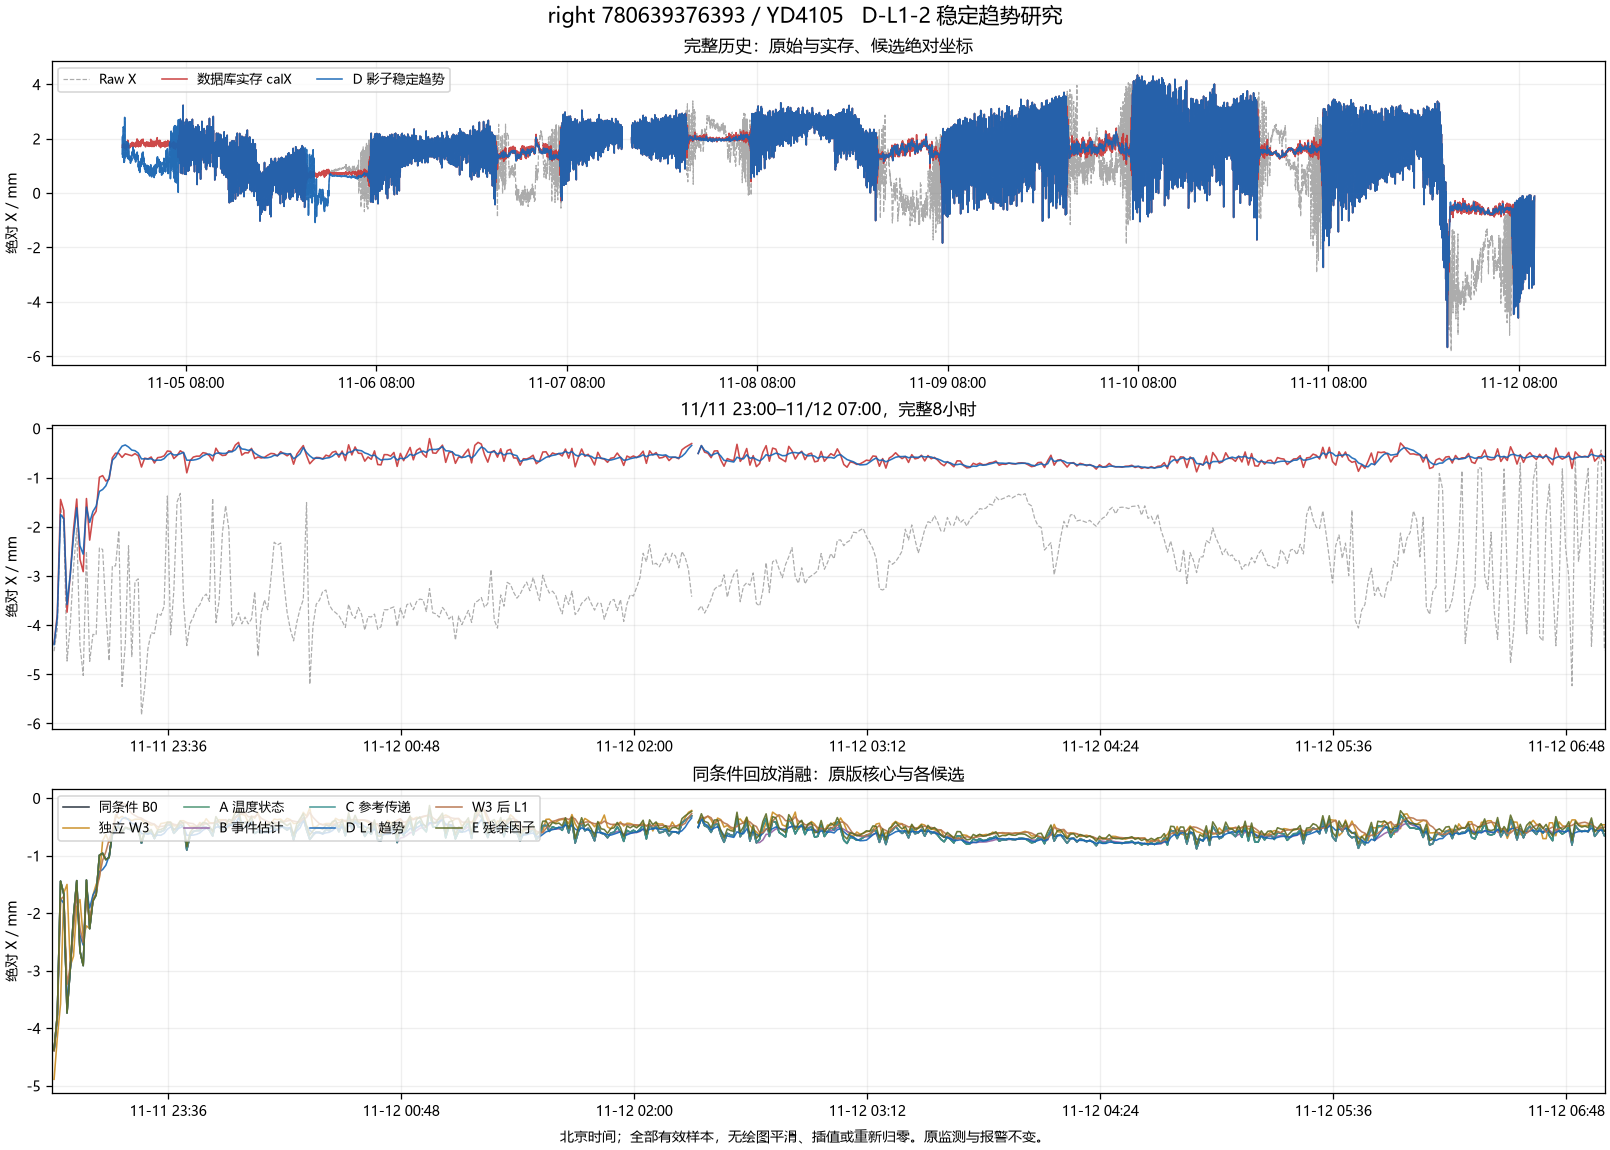 right 780639376393 / YD4105   D-L1-2 稳定趋势研究
完整历史：原始与实存、候选绝对坐标
Raw X
数据库实存 calX
D 影子稳定趋势
绝对 X / mm
4
2
0
-2
-4
-6
11-05 08:00
11-06 08:00
11-07 08:00
11-08 08:00
11-09 08:00
11-10 08:00
11-11 08:00
11-12 08:00
11/11 23:00–11/12 07:00，完整8小时
绝对 X / mm
0
-1
-2
-3
-4
-5
-6
11-11 23:36
11-12 00:48
11-12 02:00
11-12 03:12
11-12 04:24
11-12 05:36
11-12 06:48
同条件回放消融：原版核心与各候选
同条件 B0
A 温度状态
C 参考传递
W3 后 L1
独立 W3
B 事件估计
D L1 趋势
E 残余因子
绝对 X / mm
0
-1
-2
-3
-4
-5
11-11 23:36
11-12 00:48
11-12 02:00
11-12 03:12
11-12 04:24
11-12 05:36
11-12 06:48
北京时间；全部有效样本，无绘图平滑、插值或重新归零。原监测与报警不变。